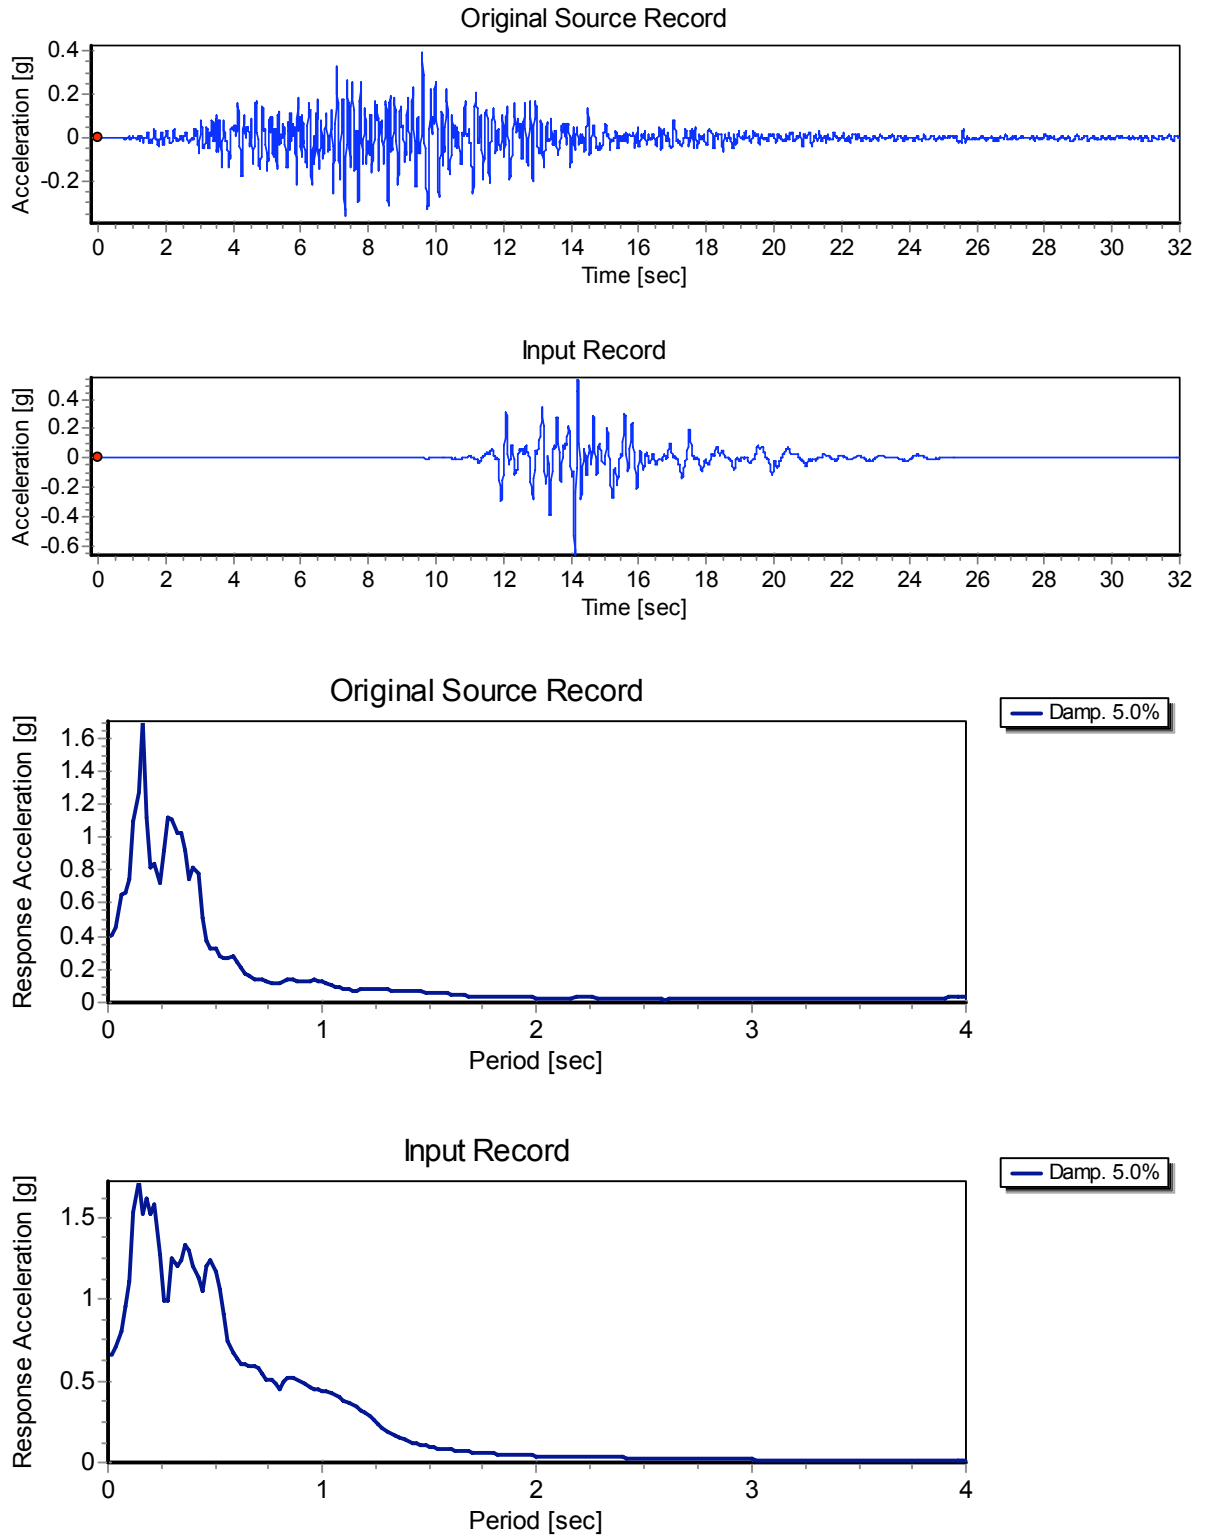 Original Source Record
Acceleration [g]
0.4
0.2
0
-0.2
0 2 4 6 8 10 12 14 16 18 20 22 24 26 28 30 32
Time [sec]
Input Record
Acceleration [g]
0.4
0.2
0
-0.2
-0.4
-0.6
0 2 4 6 8 10 12 14 16 18 20 22 24 26 28 30 32
Time [sec]
Original Source Record
Damp. 5.0%
Response Acceleration [g]
1.6
1.4
1.2
1
0.8
0.6
0.4
0.2
0
0 1 2 3 4
Period [sec]
Input Record
Damp. 5.0%
Response Acceleration [g]
1.5
1
0.5
0
0 1 2 3 4
Period [sec]